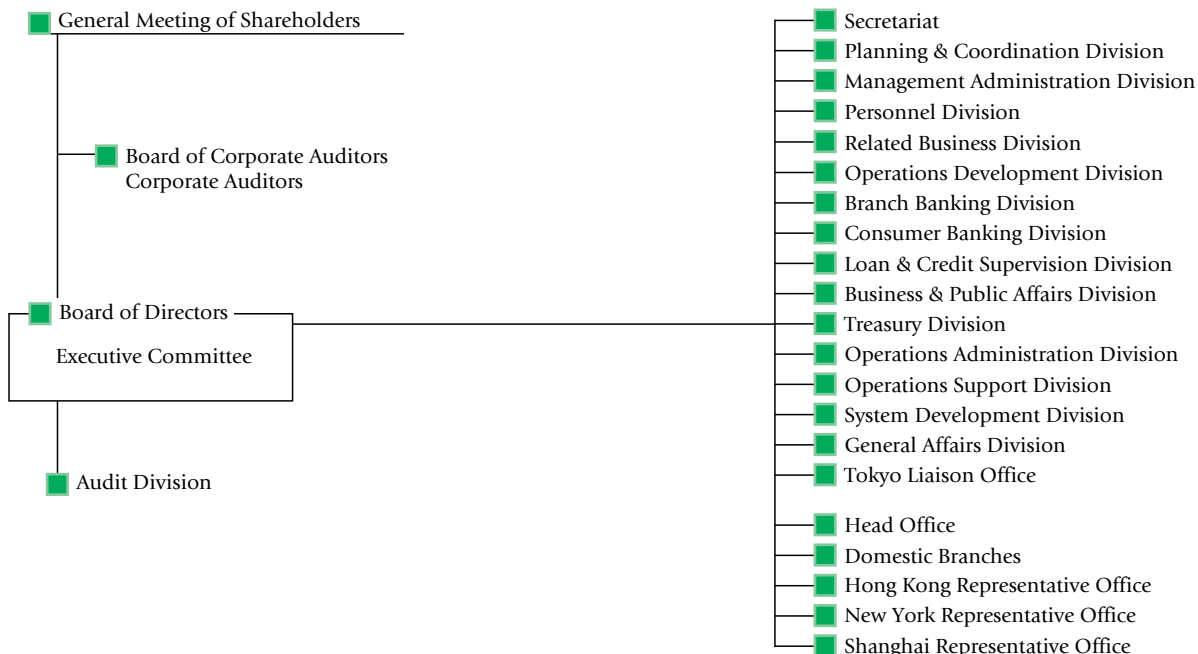 General Meeting of Shareholders
Board of Corporate Auditors
Corporate Auditors
Board of Directors
Executive Committee
Audit Division
Secretariat
Planning & Coordination Division
Management Administration Division
Personnel Division
Related Business Division
Operations Development Division
Branch Banking Division
Consumer Banking Division
Loan & Credit Supervision Division
Business & Public Affairs Division
Treasury Division
Operations Administration Division
Operations Support Division
System Development Division
General Affairs Division
Tokyo Liaison Office
Head Office
Domestic Branches
Hong Kong Representative Office
New York Representative Office
Shanghai Representative Office